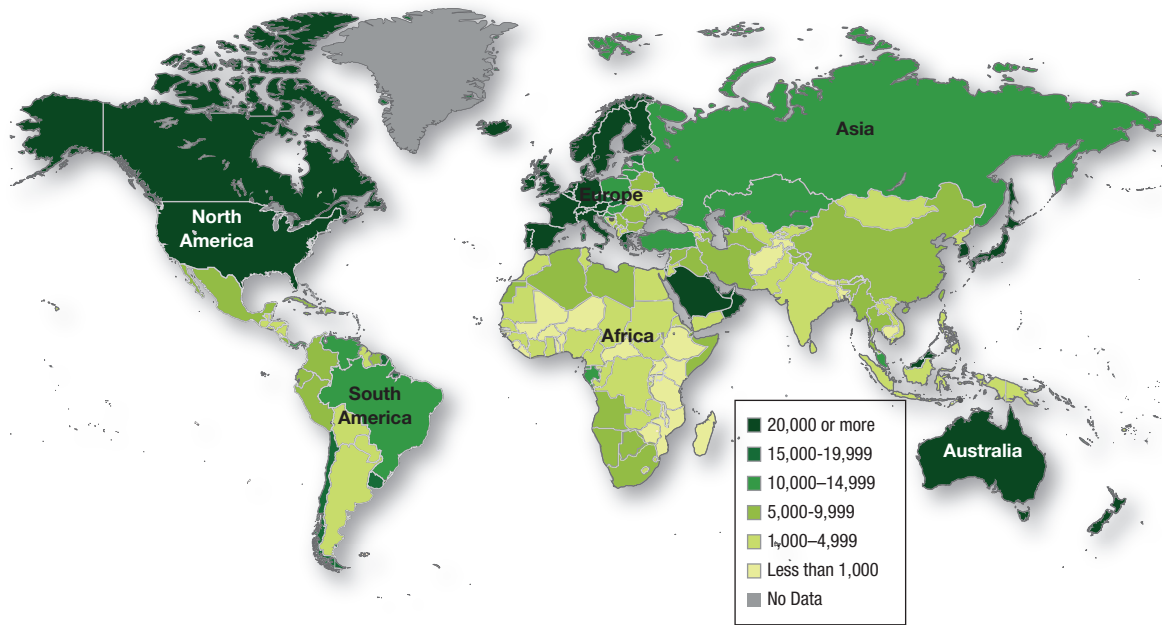 Asia
Europe
North
America
Africa
South
America
Australia
20,000 or more
15,000-19,999
10,000–14,999
5,000-9,999
1,000–4,999
Less than 1,000
No Data